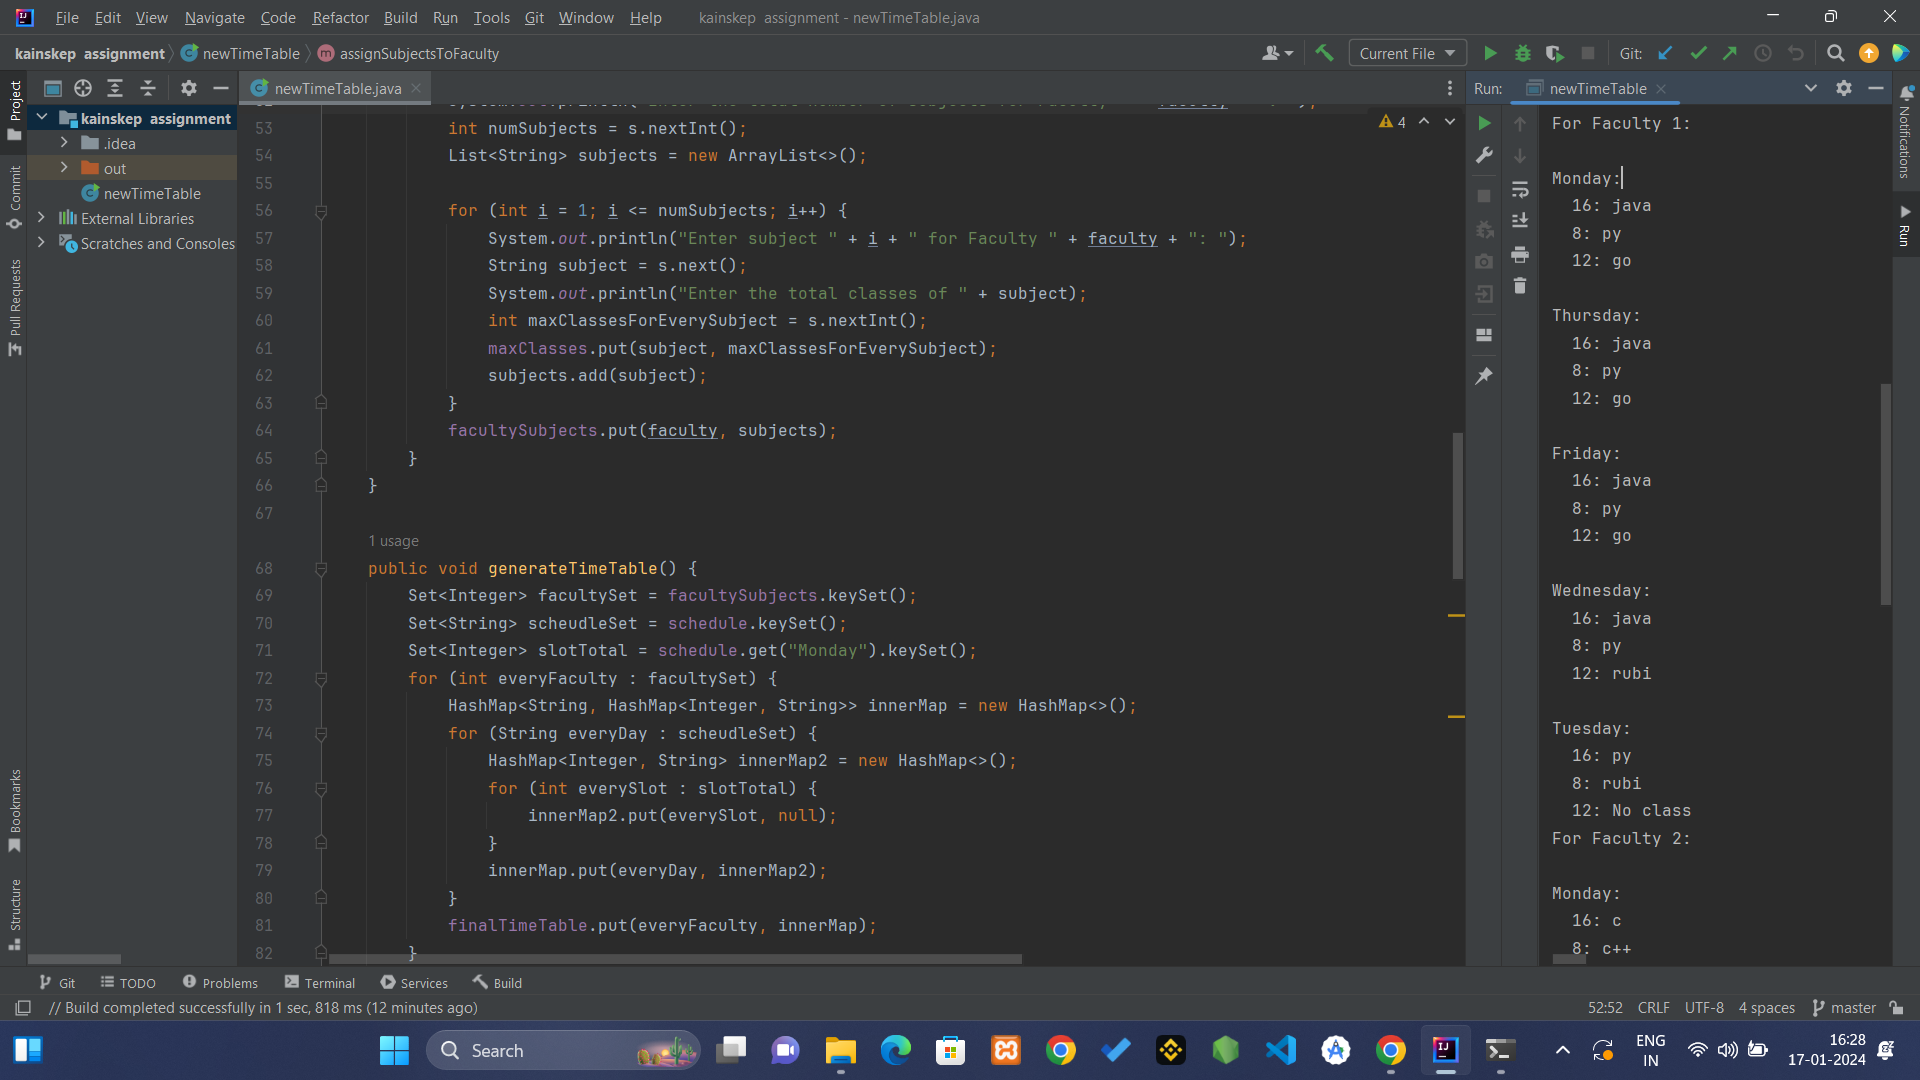 File Edit View Navigate Code Refactor Build Run Tools Git Window Help kainskep assignment - newTimeTable.java
kainskep assignment newTimeTable assignSubjectsToFaculty Current File Git:
Project
Commit
Pull Requests
Bookmarks
Structure
kainskep assignment
.idea
out
newTimeTable
External Libraries
Scratches and Consoles
newTimeTable.java
4
53 int numSubjects = s.nextInt();
54 List<String> subjects = new ArrayList<>();
55
56 for (int i = 1; i <= numSubjects; i++) {
57 System.out.println("Enter subject " + i + " for Faculty " + faculty + ": ");
58 String subject = s.next();
59 System.out.println("Enter the total classes of " + subject);
60 int maxClassesForEverySubject = s.nextInt();
61 maxClasses.put(subject, maxClassesForEverySubject);
62 subjects.add(subject);
63 }
64 facultySubjects.put(faculty, subjects);
65 }
66 }
67
1 usage
68 public void generateTimeTable() {
69 Set<Integer> facultySet = facultySubjects.keySet();
70 Set<String> scheudleSet = schedule.keySet();
71 Set<Integer> slotTotal = schedule.get("Monday").keySet();
72 for (int everyFaculty : facultySet) {
73 HashMap<String, HashMap<Integer, String>> innerMap = new HashMap<>();
74 for (String everyDay : scheudleSet) {
75 HashMap<Integer, String> innerMap2 = new HashMap<>();
76 for (int everySlot : slotTotal) {
77 innerMap2.put(everySlot, null);
78 }
79 innerMap.put(everyDay, innerMap2);
80 }
81 finalTimeTable.put(everyFaculty, innerMap);
82 }
Run: newTimeTable
For Faculty 1:
Monday:
16: java
8: py
12: go
Thursday:
16: java
8: py
12: go
Friday:
16: java
8: py
12: go
Wednesday:
16: java
8: py
12: rubi
Tuesday:
16: py
8: rubi
12: No class
For Faculty 2:
Monday:
16: c
8: c++
Notifications
Run
Git TODO Problems Terminal Services Build
// Build completed successfully in 1 sec, 818 ms (12 minutes ago) 52:52 CRLF UTF-8 4 spaces master
Search
ENG
IN
16:28
17-01-2024